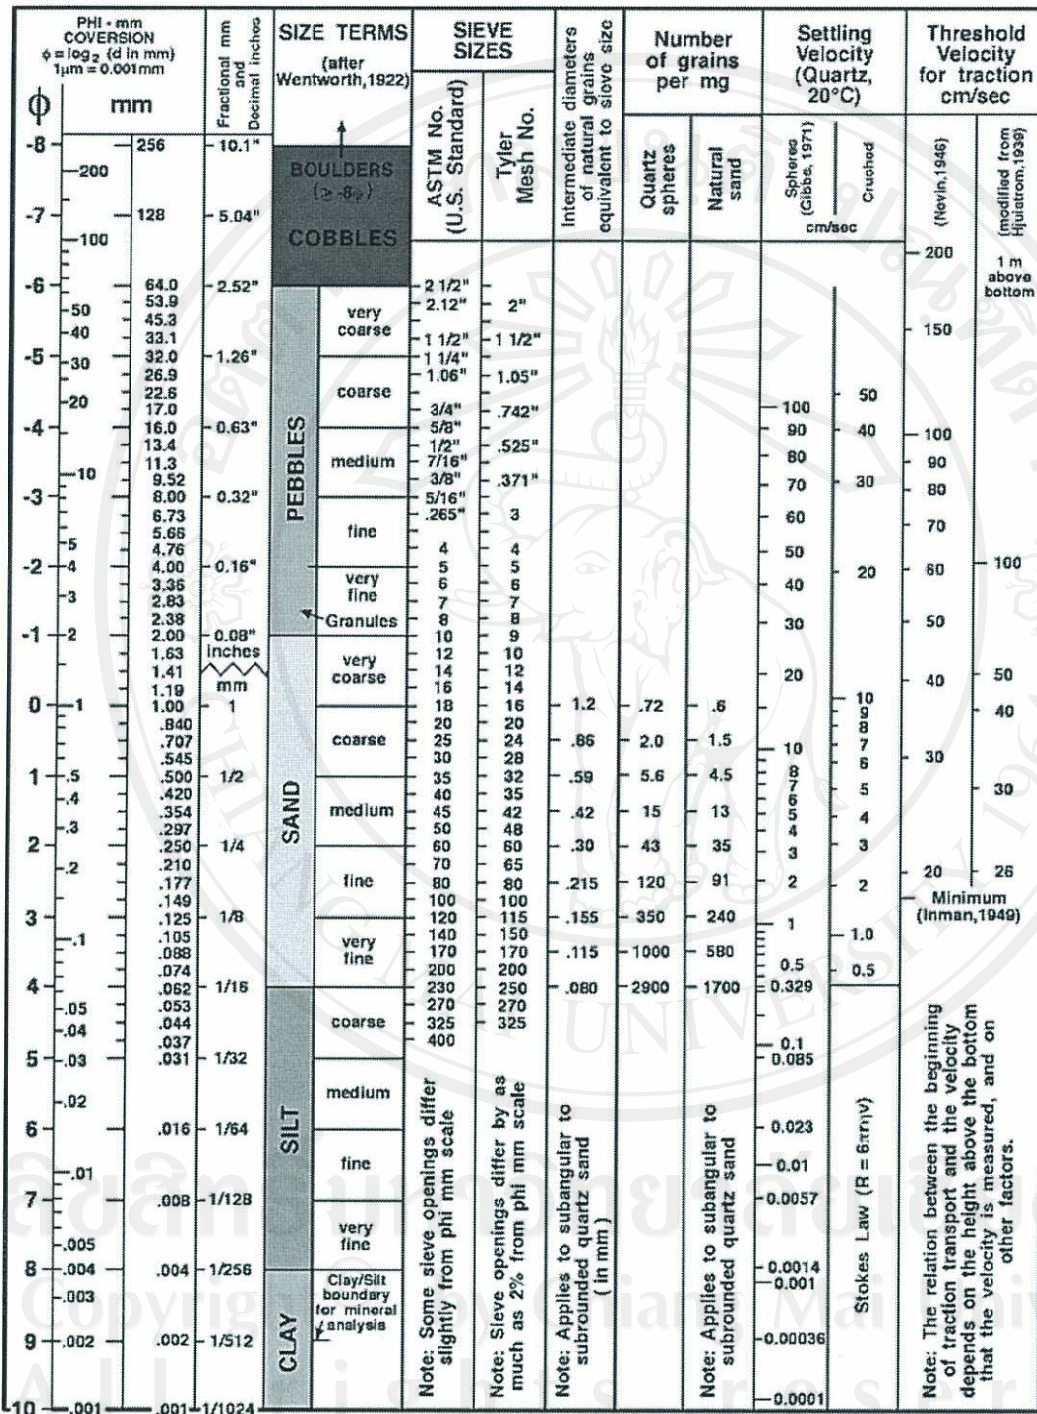 PHI - mm
COVERSION
ϕ = log₂ (d in mm)
1μm = 0.001mm
Fractional mm
and
Decimal inches
SIZE TERMS
(after
Wentworth,1922)
SIEVE
SIZES
ASTM No.
(U.S. Standard)
Tyler
Mesh No.
Intermediate diameters
of natural grains
equivalent to sieve size
Number
of grains
per mg
Quartz
spheres
Natural
sand
Settling
Velocity
(Quartz,
20°C)
Spheres
(Gibbs, 1971)
Crushed
cm/sec
Threshold
Velocity
for traction
cm/sec
(Nevin,1946)
(modified from
Hjulstrom,1939)
1 m
above
bottom
ϕ
mm
-8
-7
-6
-5
-4
-3
-2
-1
0
1
2
3
4
5
6
7
8
9
10
200
100
50
40
30
20
10
5
4
3
2
1
.5
.4
.3
.2
.1
.05
.04
.03
.02
.01
.005
.004
.003
.002
.001
256
128
64.0
53.9
45.3
33.1
32.0
26.9
22.6
17.0
16.0
13.4
11.3
9.52
8.00
6.73
5.66
4.76
4.00
3.36
2.83
2.38
2.00
1.63
1.41
1.19
1.00
.840
.707
.545
.500
.420
.354
.297
.250
.210
.177
.149
.125
.105
.088
.074
.062
.053
.044
.037
.031
.016
.008
.004
.002
.001
10.1"
5.04"
2.52"
1.26"
0.63"
0.32"
0.16"
0.08"
inches
mm
1
1/2
1/4
1/8
1/16
1/32
1/64
1/128
1/256
1/512
1/1024
BOULDERS
(≥ -8ϕ)
COBBLES
PEBBLES
very
coarse
coarse
medium
fine
very
fine
Granules
SAND
very
coarse
coarse
medium
fine
very
fine
SILT
coarse
medium
fine
very
fine
CLAY
Clay/Silt
boundary
for mineral
analysis
2 1/2"
2.12"
1 1/2"
1 1/4"
1.06"
3/4"
5/8"
1/2"
7/16"
3/8"
5/16"
.265"
4
5
6
7
8
10
12
14
16
18
20
25
30
35
40
45
50
60
70
80
100
120
140
170
200
230
270
325
400
Note: Some sieve openings differ
slightly from phi mm scale
2"
1 1/2"
1.05"
.742"
.525"
.371"
3
4
5
6
7
8
9
10
12
14
16
20
24
28
32
35
42
48
60
65
80
100
115
150
170
200
250
270
325
Note: Sieve openings differ by as
much as 2% from phi mm scale
1.2
.86
.59
.42
.30
.215
.155
.115
.080
Note: Applies to subangular to
subrounded quartz sand
( in mm )
.72
2.0
5.6
15
43
120
350
1000
2900
.6
1.5
4.5
13
35
91
240
580
1700
Note: Applies to subangular to
subrounded quartz sand
100
90
80
70
60
50
40
30
20
10
8
7
6
5
4
3
2
1
0.5
0.329
0.1
0.085
0.023
0.01
0.0057
0.0014
0.001
0.00036
0.0001
50
40
30
20
10
9
8
7
6
5
4
3
2
1.0
0.5
Stokes Law (R = 6πrηv)
200
150
100
90
80
70
60
50
40
30
20
100
50
40
30
26
Minimum
(Inman,1949)
Note: The relation between the beginning
of traction transport and the velocity
depends on the height above the bottom
that the velocity is measured, and on
other factors.
CHIANG MAI UNIVERSITY 1964